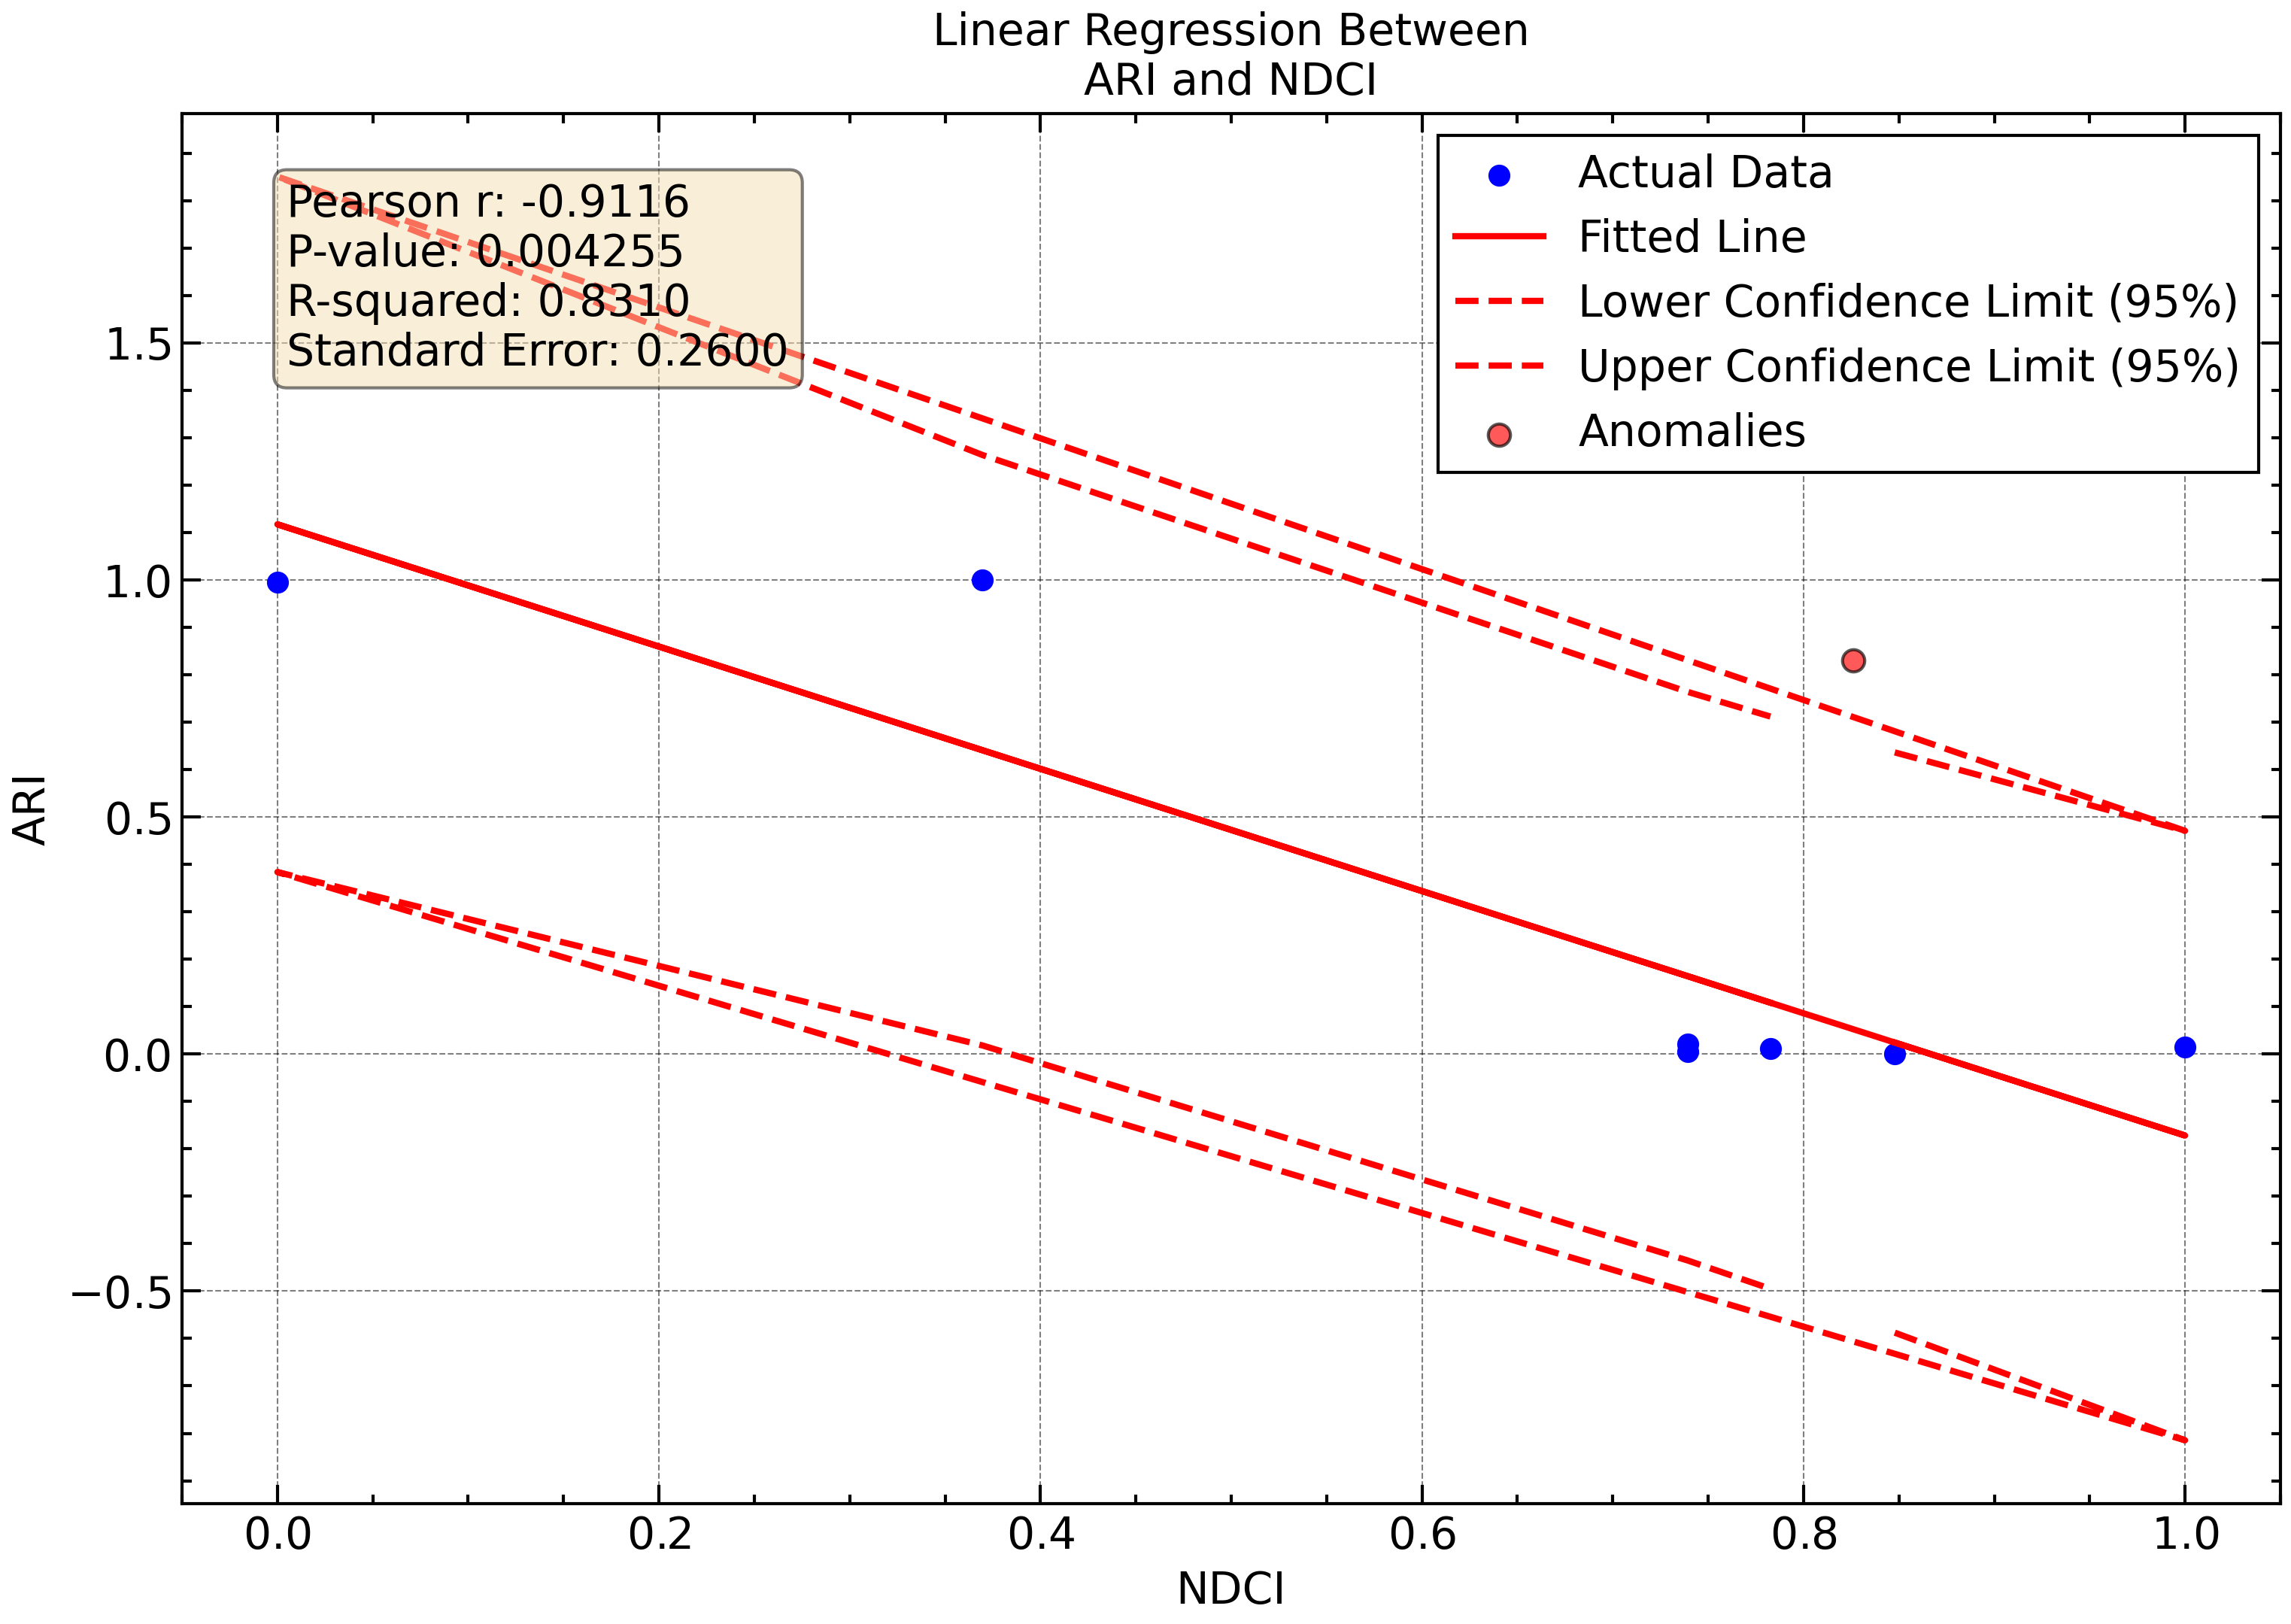 Linear Regression Between
ARI and NDCI
Pearson r: -0.9116
P-value: 0.004255
R-squared: 0.8310
Standard Error: 0.2600
Actual Data
Fitted Line
Lower Confidence Limit (95%)
Upper Confidence Limit (95%)
Anomalies
1.5
1.0
0.5
0.0
−0.5
ARI
0.0
0.2
0.4
0.6
0.8
1.0
NDCI